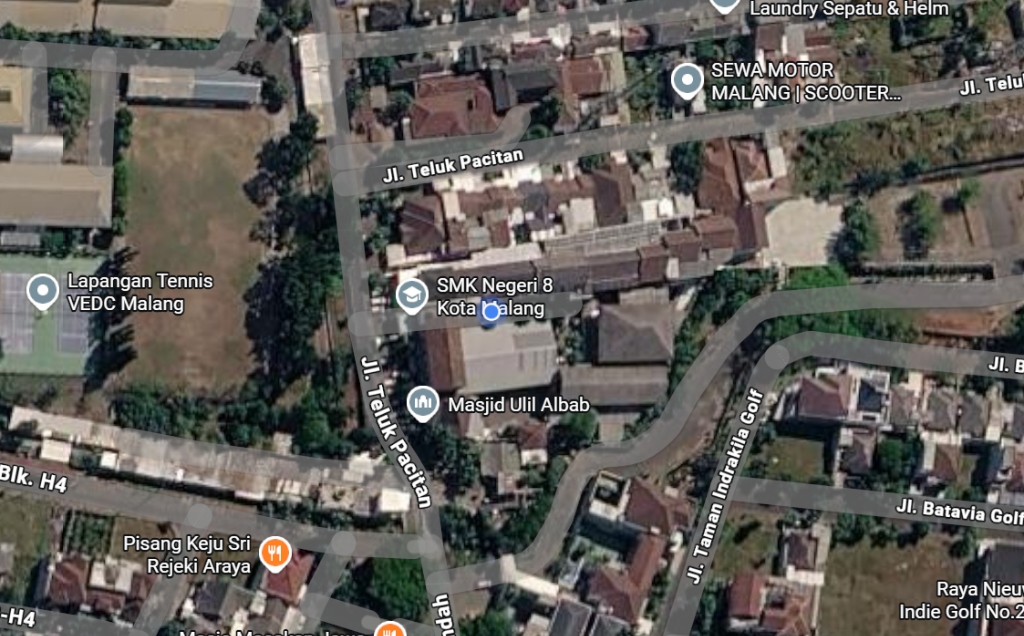 Laundry Sepatu & Helm
SEWA MOTOR
MALANG | SCOOTER...
Jl. Telu
Jl. Teluk Pacitan
Lapangan Tennis
VEDC Malang
SMK Negeri 8
Kota Malang
Jl. B
Jl. Teluk Pacitan
Masjid Ulil Albab
Jl. Taman Indrakila Golf
Blk. H4
Jl. Batavia Golf
Pisang Keju Sri
Rejeki Araya
Raya Nieuw
Indie Golf No.2
-H4